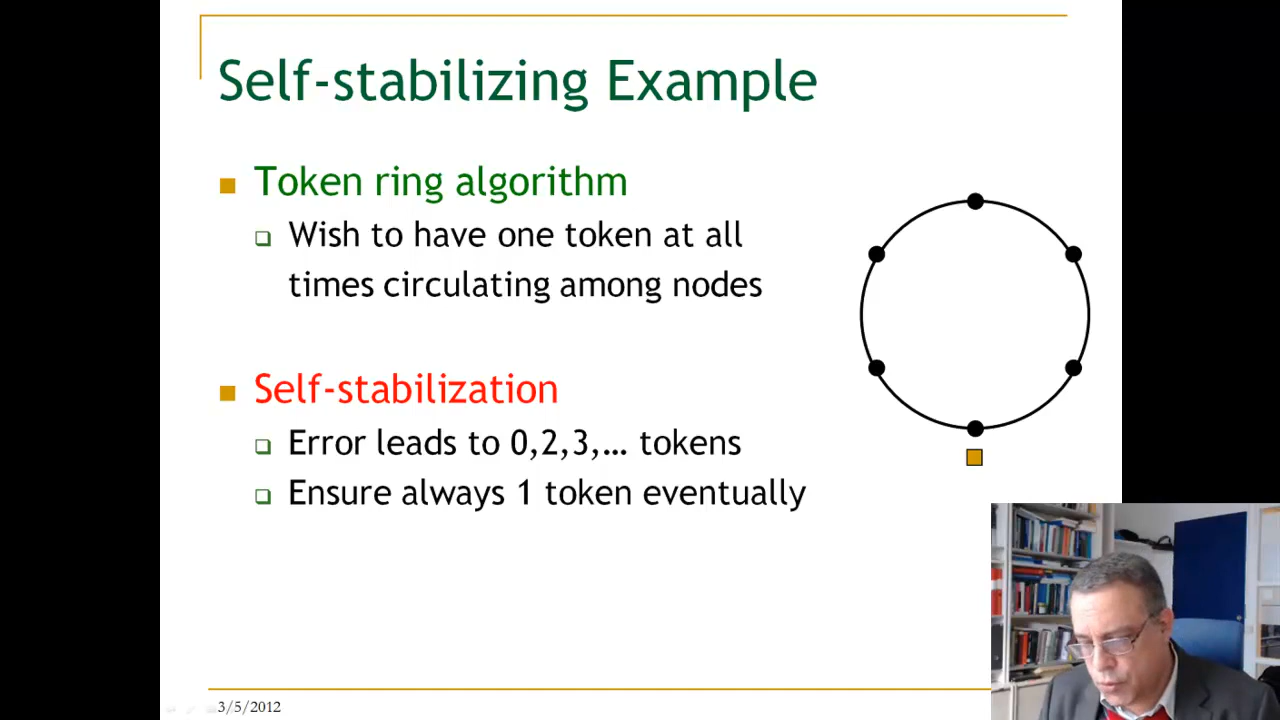 Self-stabilizing Example
Token ring algorithm
Wish to have one token at all
times circulating among nodes
Self-stabilization
Error leads to 0,2,3,… tokens
Ensure always 1 token eventually
3/5/2012